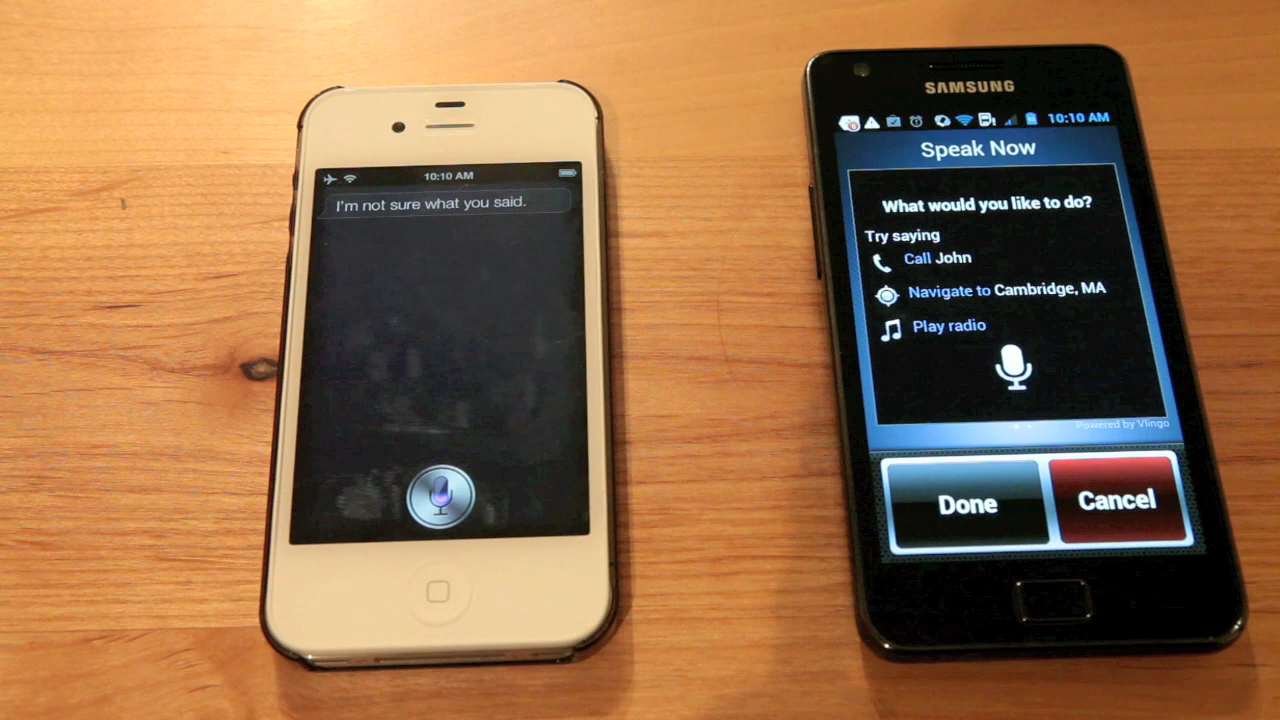 10:10 AM
I'm not sure what you said.
SAMSUNG
10:10 AM
Speak Now
What would you like to do?
Try saying
Call John
Navigate to Cambridge, MA
Play radio
Powered by Vlingo
Done
Cancel